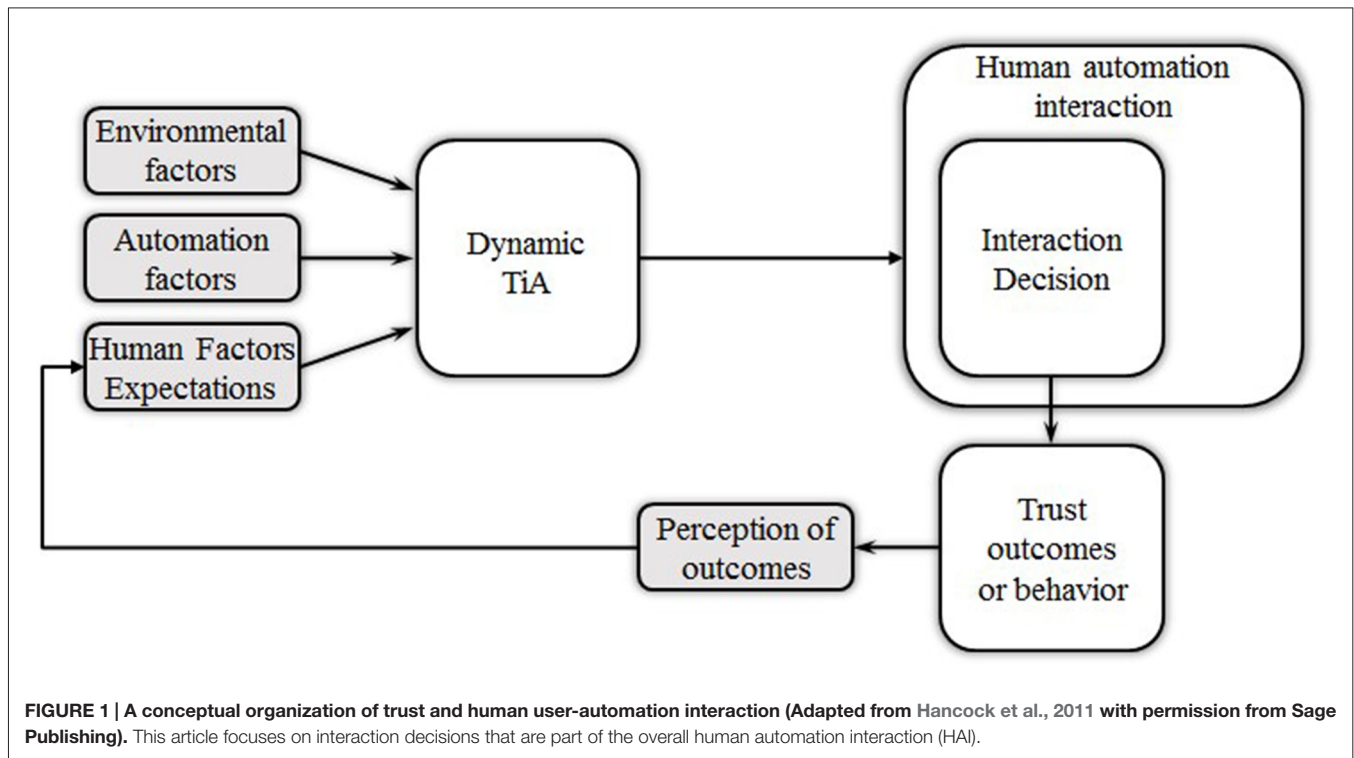 Human automation
interaction
Environmental
factors
Automation
factors
Human Factors
Expectations
Dynamic
TiA
Interaction
Decision
Trust
outcomes
or behavior
Perception of
outcomes
FIGURE 1 | A conceptual organization of trust and human user-automation interaction (Adapted from Hancock et al., 2011 with permission from Sage
Publishing). This article focuses on interaction decisions that are part of the overall human automation interaction (HAI).